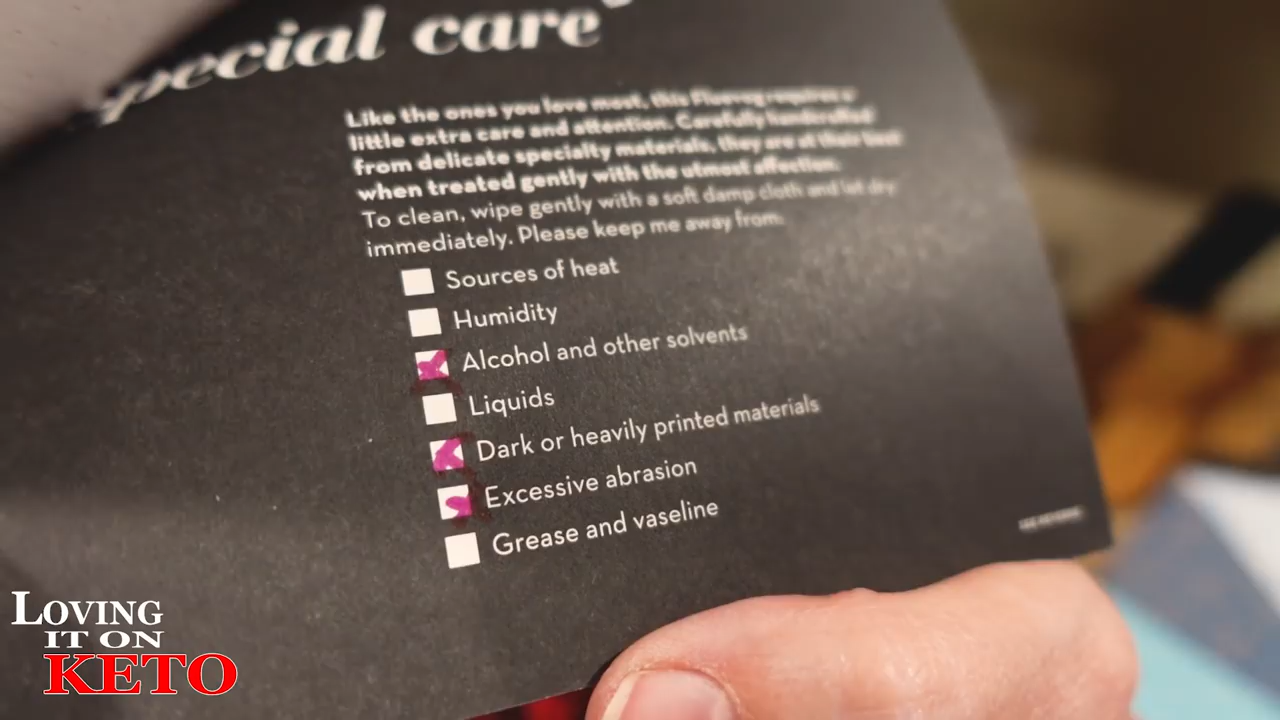 special care
Like the ones you love most, this Fluevog requires a
little extra care and attention. Carefully handcrafted
from delicate specialty materials, they are at their best
when treated gently with the utmost affection.
To clean, wipe gently with a soft damp cloth and let dry
immediately. Please keep me away from:
Sources of heat
Humidity
Alcohol and other solvents
Liquids
Dark or heavily printed materials
Excessive abrasion
Grease and vaseline
LOVING
IT ON
KETO